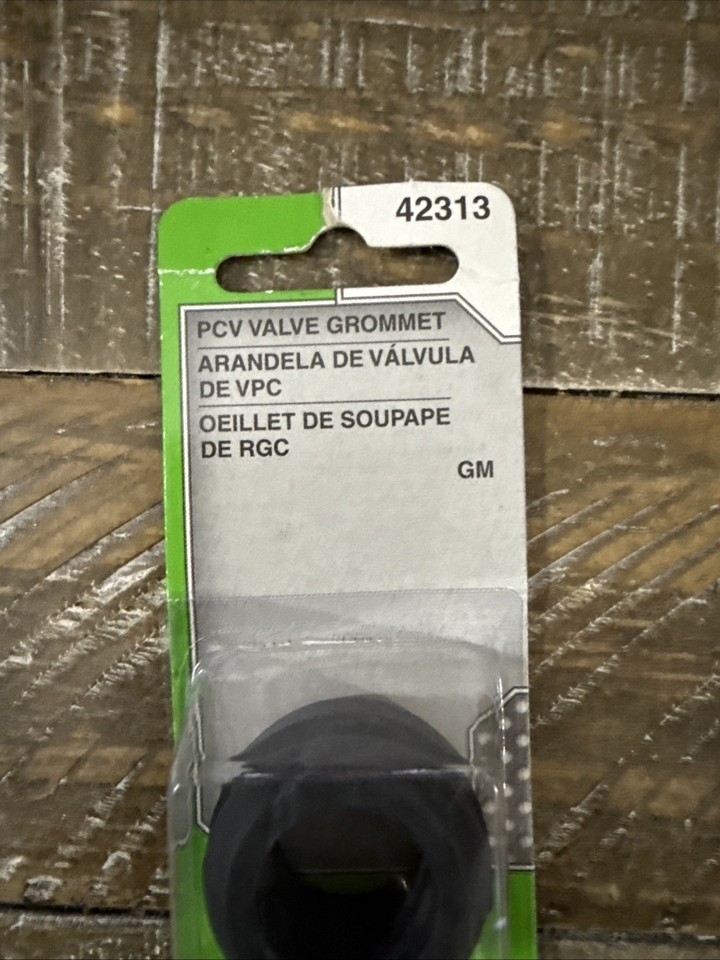 42313
PCV VALVE GROMMET
ARANDELA DE VÁLVULA
DE VPC
OEILLET DE SOUPAPE
DE RGC
GM